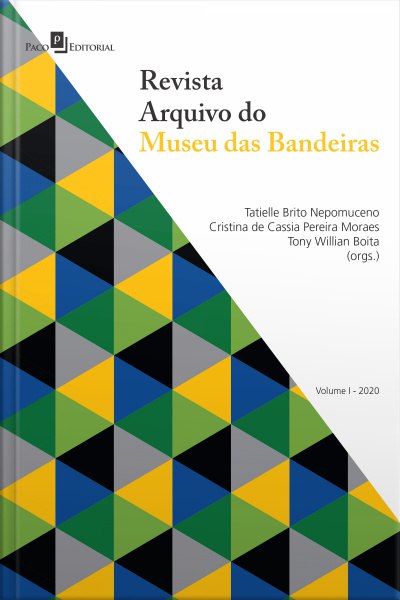 PACO EDITORIAL
p
Revista
Arquivo do
Museu das Bandeiras
Tatielle Brito Nepomuceno
Cristina de Cassia Pereira Moraes
Tony Willian Boita
(orgs.)
Volume I - 2020